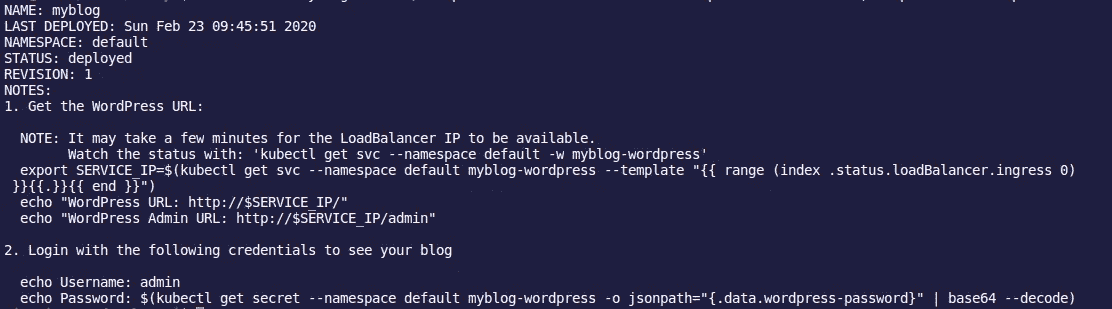 NAME: myblog
LAST DEPLOYED: Sun Feb 23 09:45:51 2020
NAMESPACE: default
STATUS: deployed
REVISION: 1
NOTES:
1. Get the WordPress URL:
NOTE: It may take a few minutes for the LoadBalancer IP to be available.
Watch the status with: 'kubectl get svc --namespace default -w myblog-wordpress'
export SERVICE_IP=$(kubectl get svc --namespace default myblog-wordpress --template "{{ range (index .status.loadBalancer.ingress 0)
}}{{.}}{{ end }}")
echo "WordPress URL: http://$SERVICE_IP/"
echo "WordPress Admin URL: http://$SERVICE_IP/admin"
2. Login with the following credentials to see your blog
echo Username: admin
echo Password: $(kubectl get secret --namespace default myblog-wordpress -o jsonpath="{.data.wordpress-password}" | base64 --decode)